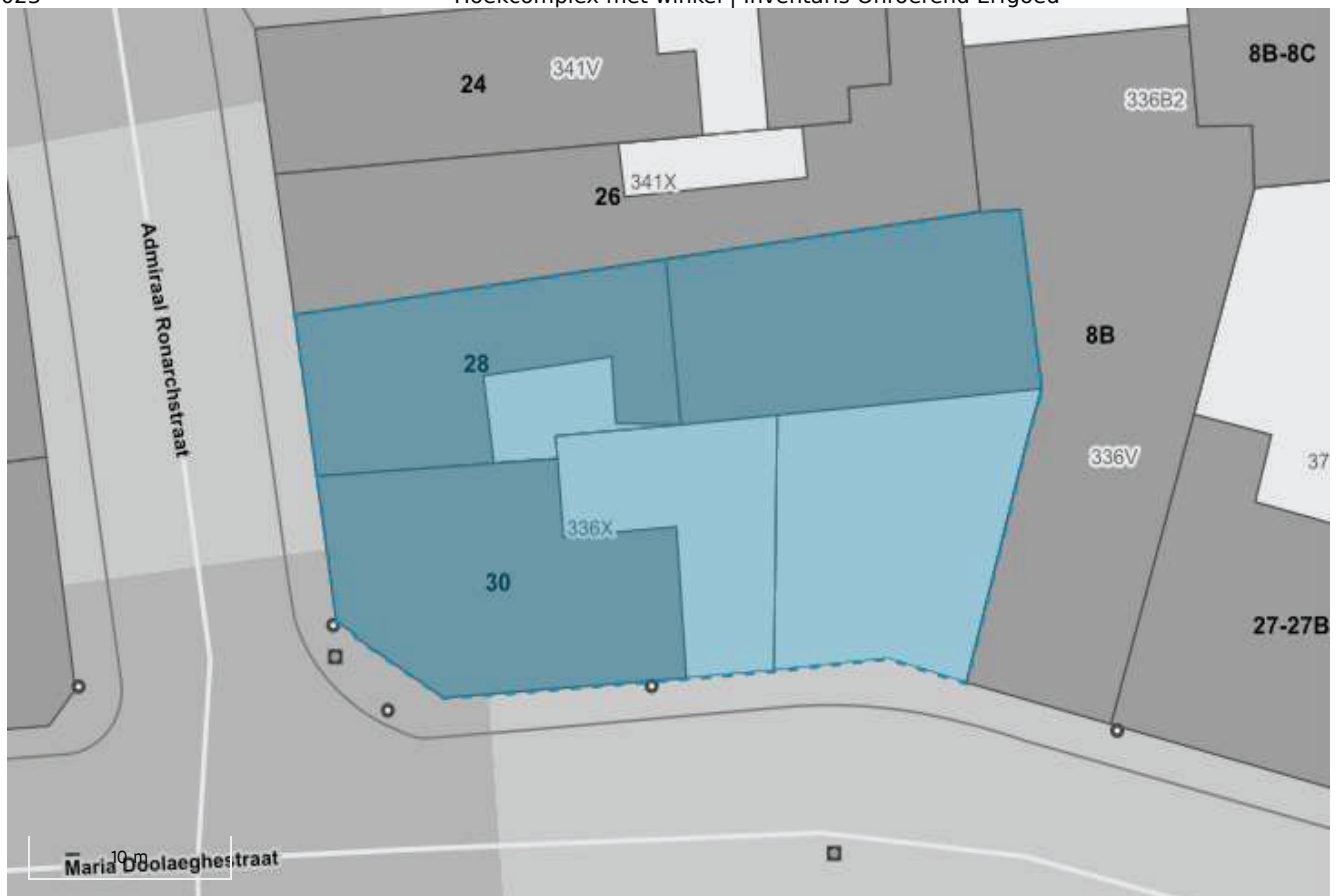 Hoekcomplex met winkel | Inventaris Onroerend Erfgoed
24
341V
8B-8C
336B2
26
341X
Admiraal Ronarchstraat
28
8B
336V
37
336X
30
27-27B
10 m
Maria Doolaeghestraat